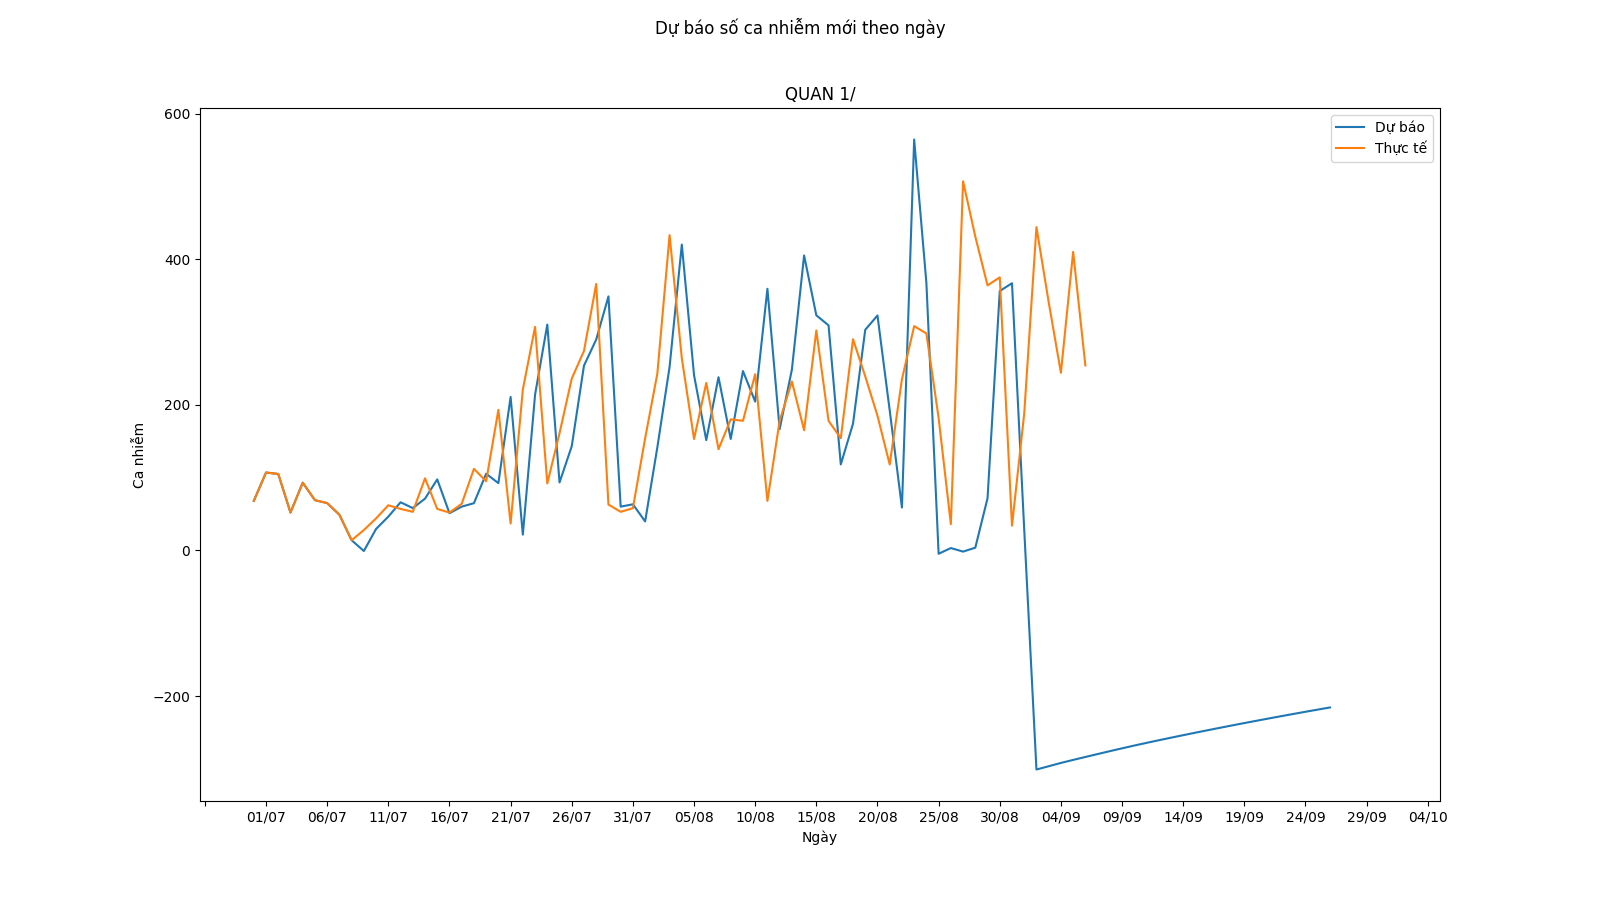 Dự báo số ca nhiễm mới theo ngày
QUAN 1/
600
400
200
0
−200
Ca nhiễm
Dự báo
Thực tế
01/07 06/07 11/07 16/07 21/07 26/07 31/07 05/08 10/08 15/08 20/08 25/08 30/08 04/09 09/09 14/09 19/09 24/09 29/09 04/10
Ngày